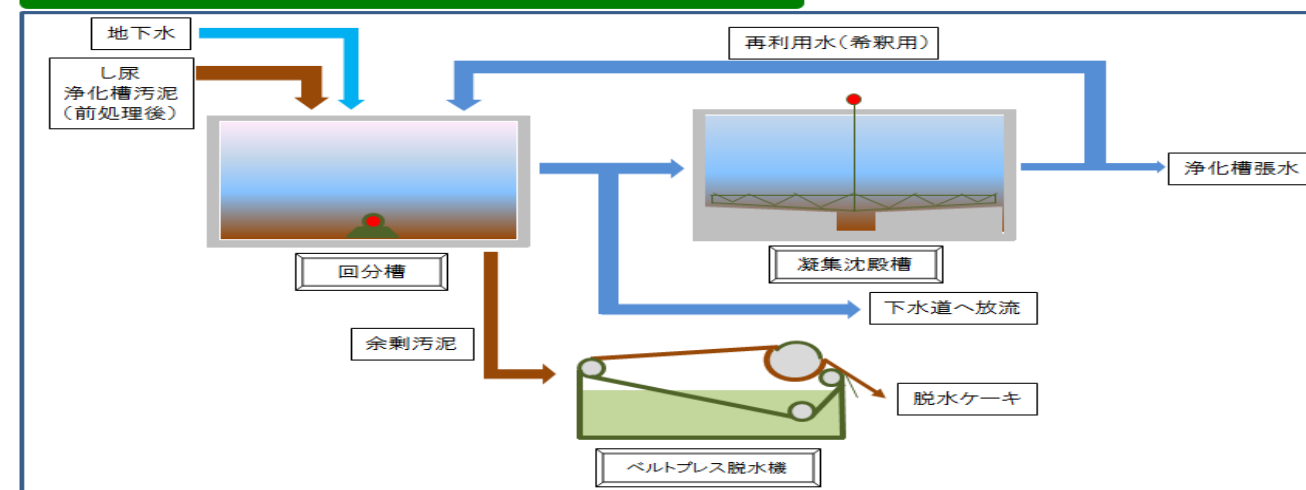 地下水
し尿
浄化槽汚泥
(前処理後)
再利用水(希釈用)
浄化槽張水
回分槽
凝集沈殿槽
下水道へ放流
余剰汚泥
脱水ケーキ
ベルトプレス脱水機